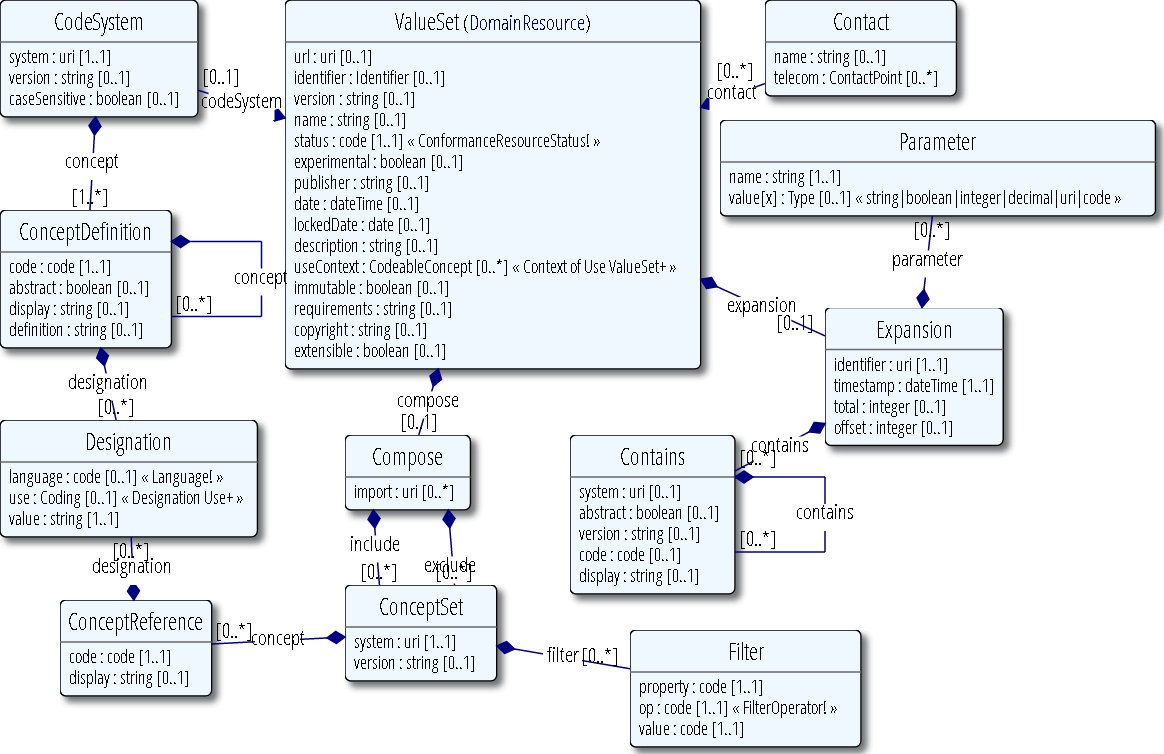 CodeSystem
system : uri [1..1]
version : string [0..1]
caseSensitive : boolean [0..1]
[0..1]
codeSystem
ValueSet (DomainResource)
url : uri [0..1]
identifier : Identifier [0..1]
version : string [0..1]
name : string [0..1]
status : code [1..1] « ConformanceResourceStatus! »
experimental : boolean [0..1]
publisher : string [0..1]
date : dateTime [0..1]
lockedDate : date [0..1]
description : string [0..1]
useContext : CodeableConcept [0..*] « Context of Use ValueSet+ »
immutable : boolean [0..1]
requirements : string [0..1]
copyright : string [0..1]
extensible : boolean [0..1]
Contact
name : string [0..1]
telecom : ContactPoint [0..*]
[0..*]
contact
Parameter
name : string [1..1]
value[x] : Type [0..1] « string|boolean|integer|decimal|uri|code »
[0..*]
parameter
concept
[1..*]
ConceptDefinition
code : code [1..1]
abstract : boolean [0..1]
display : string [0..1]
definition : string [0..1]
concept
[0..*]
expansion
[0..1]
Expansion
identifier : uri [1..1]
timestamp : dateTime [1..1]
total : integer [0..1]
offset : integer [0..1]
designation
[0..*]
Designation
language : code [0..1] « Language! »
use : Coding [0..1] « Designation Use+ »
value : string [1..1]
compose
[0..1]
Compose
import : uri [0..*]
contains
[0..*]
Contains
system : uri [0..1]
abstract : boolean [0..1]
version : string [0..1]
code : code [0..1]
display : string [0..1]
contains
[0..*]
include
[0..*]
exclude
[0..*]
[0..*]
designation
ConceptReference
code : code [1..1]
display : string [0..1]
[0..*]
concept
ConceptSet
system : uri [1..1]
version : string [0..1]
filter
[0..*]
Filter
property : code [1..1]
op : code [1..1] « FilterOperator! »
value : code [1..1]